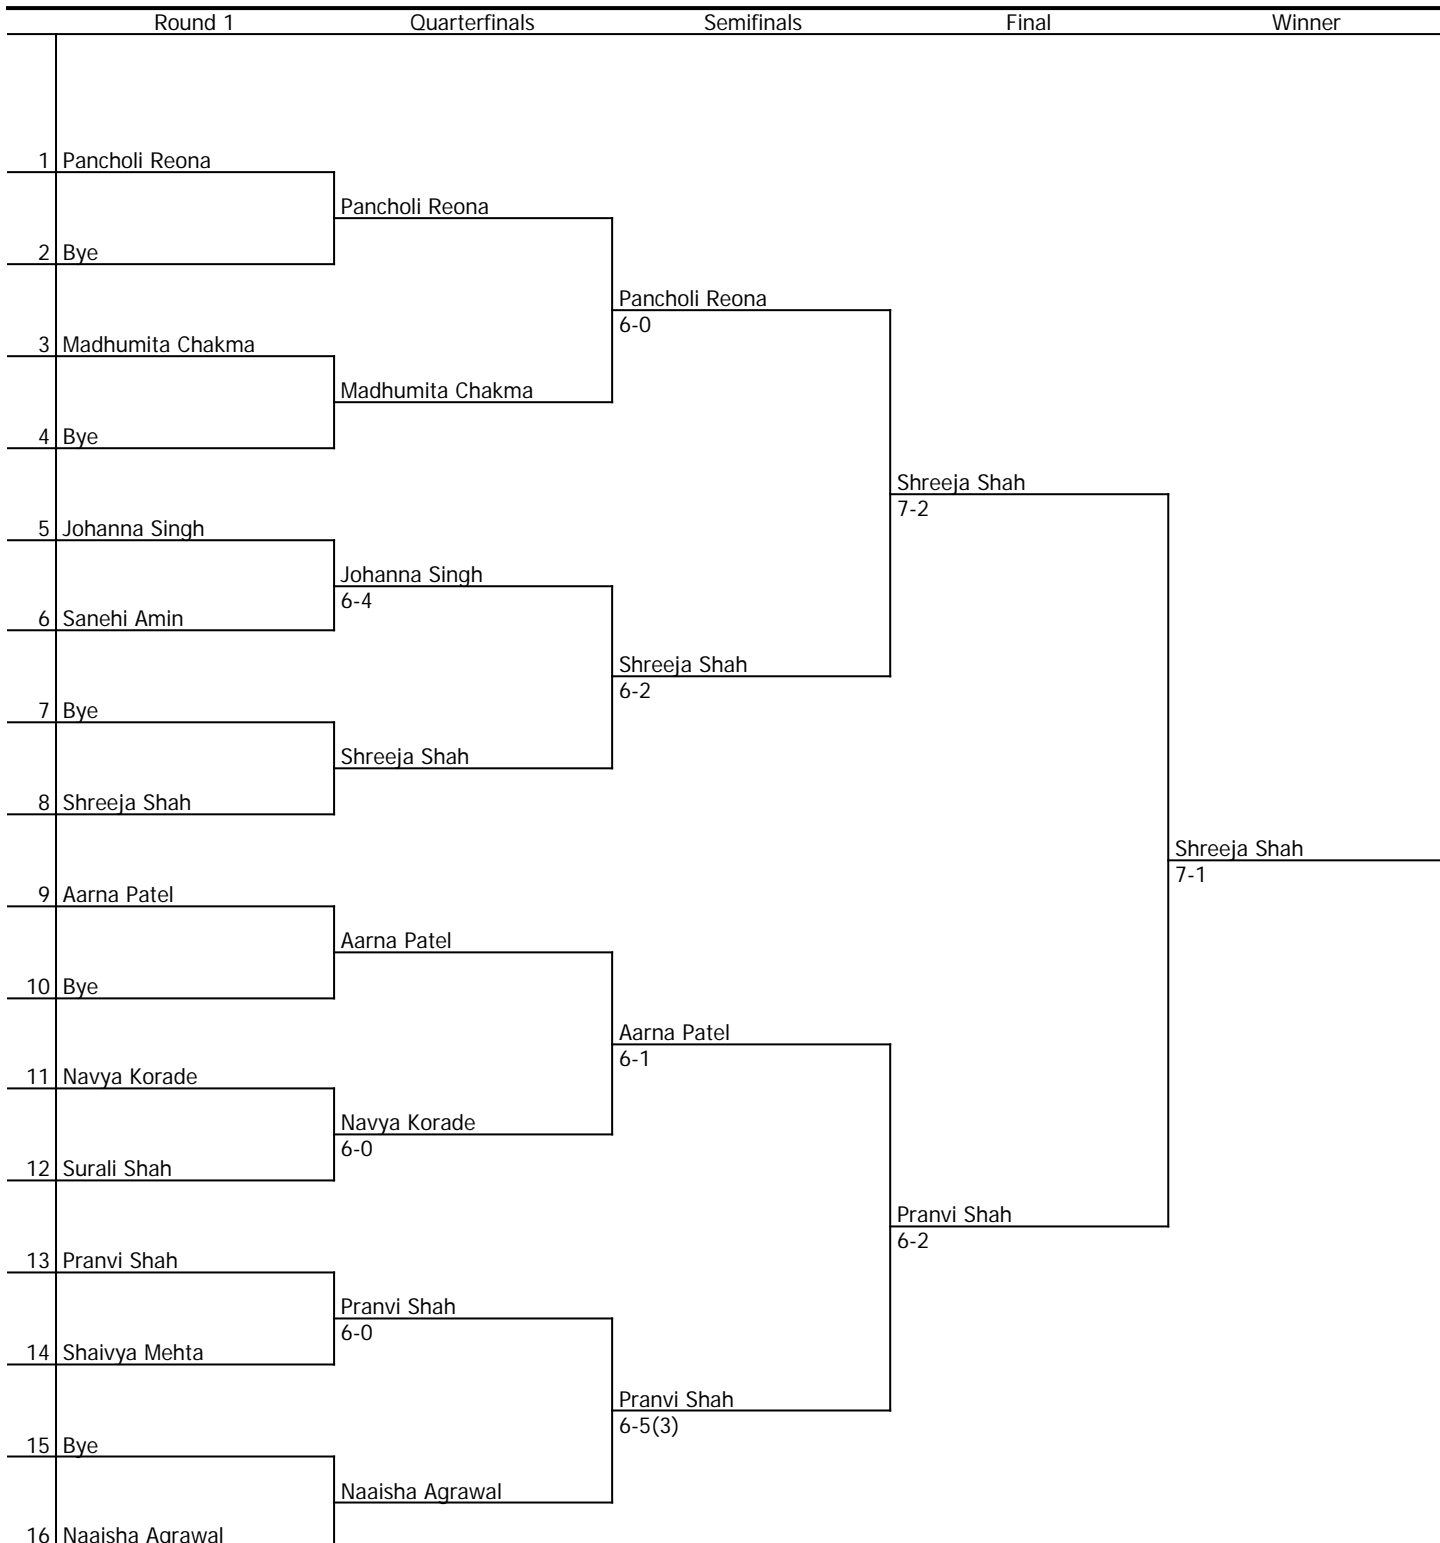 Round 1 Quarterfinals Semifinals Final Winner
1 Pancholi Reona
Pancholi Reona
2 Bye
Pancholi Reona
6-0
3 Madhumita Chakma
Madhumita Chakma
4 Bye
Shreeja Shah
7-2
5 Johanna Singh
Johanna Singh
6-4
6 Sanehi Amin
Shreeja Shah
6-2
7 Bye
Shreeja Shah
8 Shreeja Shah
Shreeja Shah
7-1
9 Aarna Patel
Aarna Patel
10 Bye
Aarna Patel
6-1
11 Navya Korade
Navya Korade
6-0
12 Surali Shah
Pranvi Shah
6-2
13 Pranvi Shah
Pranvi Shah
6-0
14 Shaivya Mehta
Pranvi Shah
6-5(3)
15 Bye
Naaisha Agrawal
16 Naaisha Agrawal